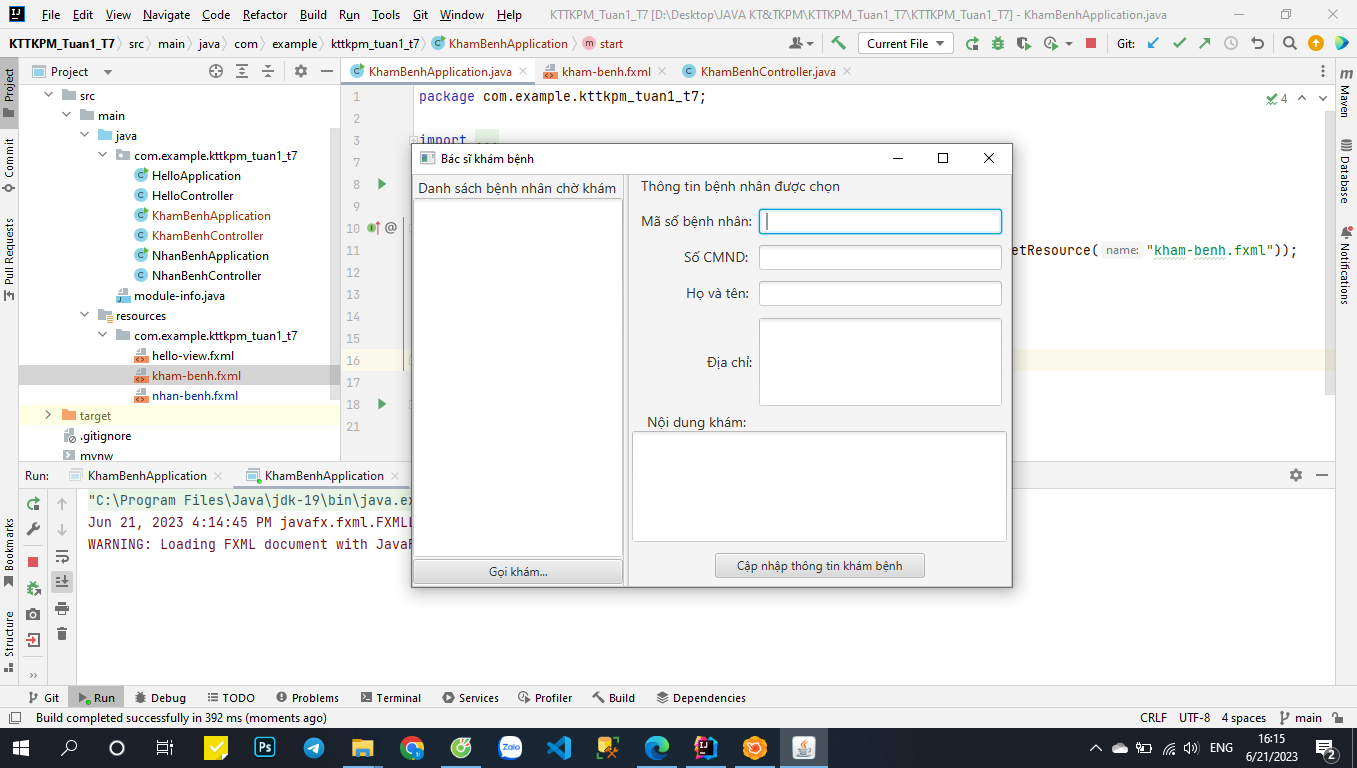 File Edit View Navigate Code Refactor Build Run Tools Git Window Help KTTKPM_Tuan1_T7 [D:\Desktop\JAVA KT&TKPM\KTTKPM_Tuan1_T7\KTTKPM_Tuan1_T7] - KhamBenhApplication.java
KTTKPM_Tuan1_T7 src main java com example kttkpm_tuan1_t7 KhamBenhApplication start Current File Git:
Project
KhamBenhApplication.java kham-benh.fxml KhamBenhController.java
src
main
java
com.example.kttkpm_tuan1_t7
HelloApplication
HelloController
KhamBenhApplication
KhamBenhController
NhanBenhApplication
NhanBenhController
module-info.java
resources
com.example.kttkpm_tuan1_t7
hello-view.fxml
kham-benh.fxml
nhan-benh.fxml
target
.gitignore
mvnw
1 package com.example.kttkpm_tuan1_t7;
2
3 import ...
7
8
9
10 @
11 etResource( name: "kham-benh.fxml"));
12
13
14
15
16
17
18
21
4
Bác sĩ khám bệnh
Danh sách bệnh nhân chờ khám
Gọi khám...
Thông tin bệnh nhân được chọn
Mã số bệnh nhân:
Số CMND:
Họ và tên:
Địa chỉ:
Nội dung khám:
Cập nhập thông tin khám bệnh
Project
Commit
Pull Requests
Bookmarks
Structure
Maven
Database
Notifications
Run: KhamBenhApplication KhamBenhApplication
"C:\Program Files\Java\jdk-19\bin\java.ex
Jun 21, 2023 4:14:45 PM javafx.fxml.FXMLL
WARNING: Loading FXML document with JavaF
Git Run Debug TODO Problems Terminal Services Profiler Build Dependencies
Build completed successfully in 392 ms (moments ago) CRLF UTF-8 4 spaces main
Ps Zalo ENG 16:15
6/21/2023 2